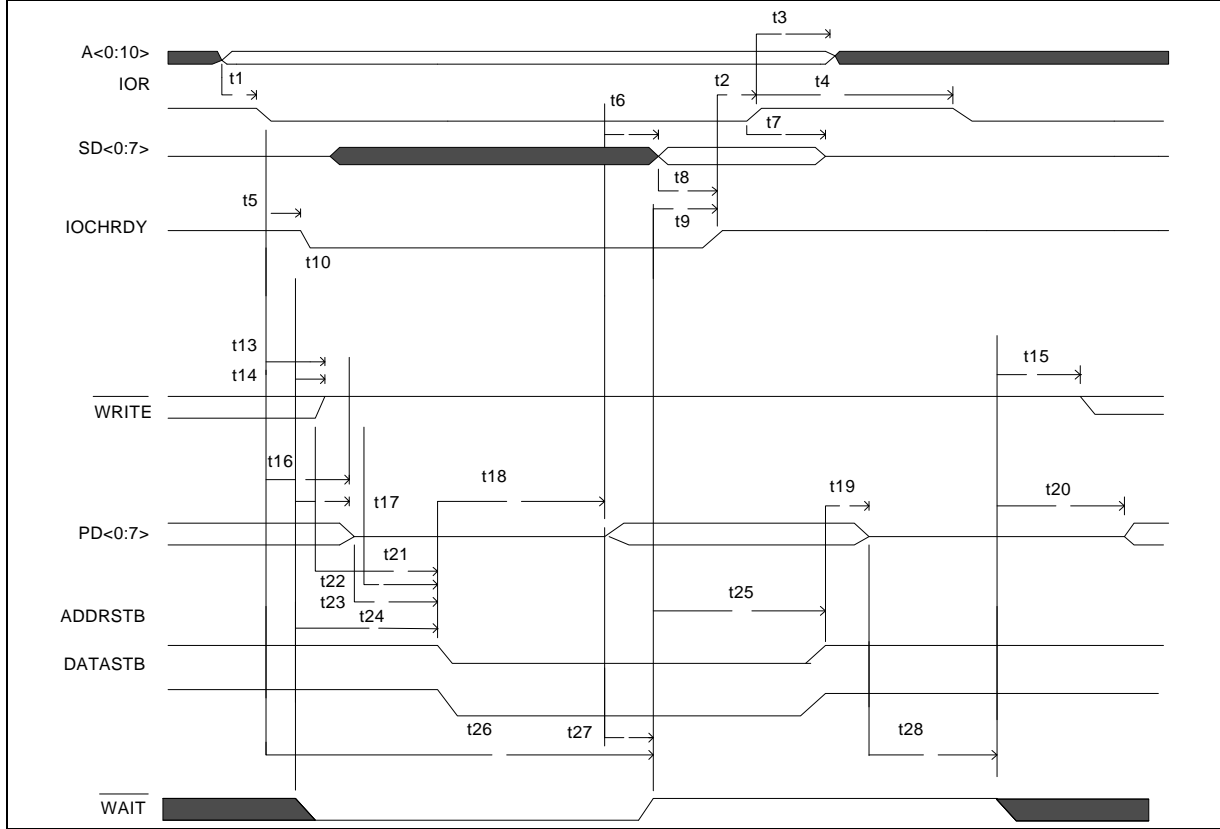 t3
A<0:10>
IOR
t1
t2
t4
t6
t7
SD<0:7>
t8
t5
t9
IOCHRDY
t10
t13
t14
t15
WRITE
t16
t17
t18
t19
t20
PD<0:7>
t21
t22
t23
t24
t25
ADDRSTB
DATASTB
t26
t27
t28
WAIT